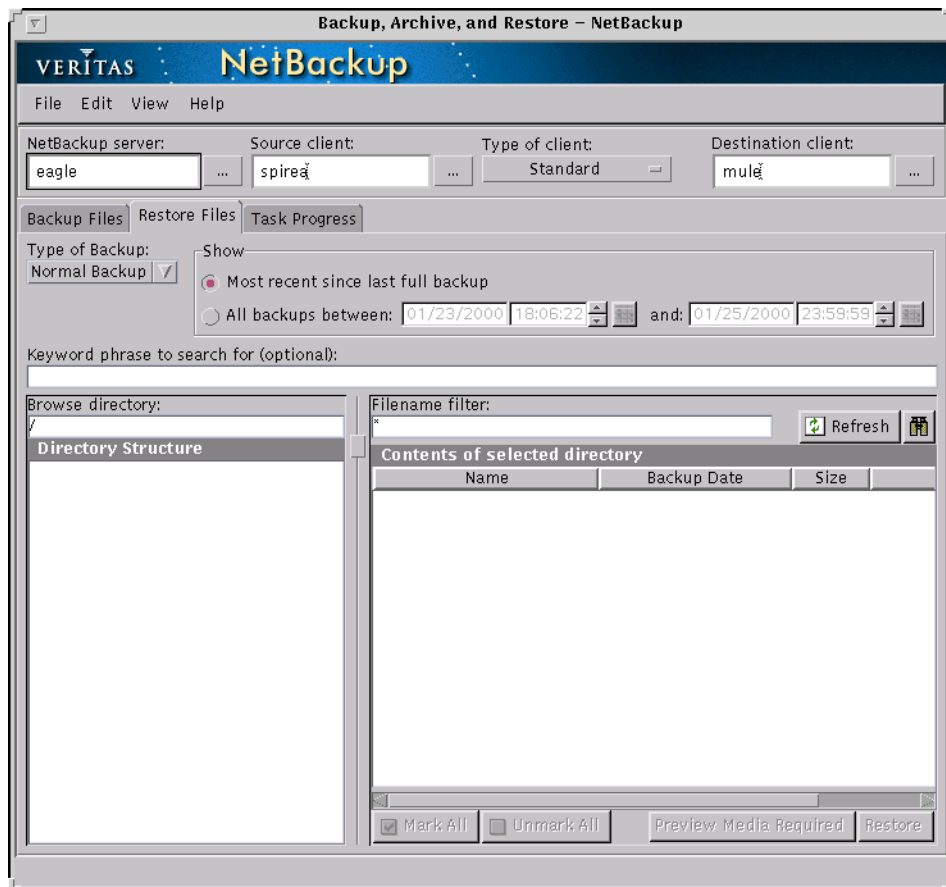 Backup, Archive, and Restore – NetBackup
VERITAS NetBackup
File Edit View Help
NetBackup server: Source client: Type of client: Destination client:
eagle ... spirea ... Standard mule ...
Backup Files Restore Files Task Progress
Type of Backup: Show
Normal Backup Most recent since last full backup
All backups between: 01/23/2000 18:06:22 and: 01/25/2000 23:59:59
Keyword phrase to search for (optional):
Browse directory: Filename filter:
/ * Refresh
Directory Structure Contents of selected directory
Name Backup Date Size
Mark All Unmark All Preview Media Required Restore